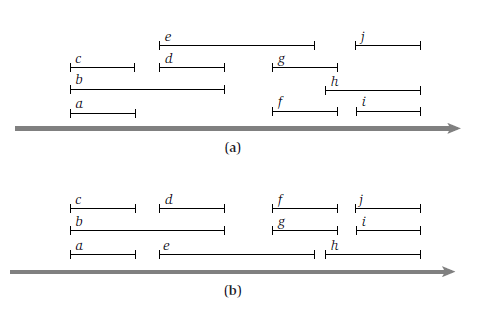 e j
c d g
b h
a f i
(a)
c d f j
b g i
a e h
(b)